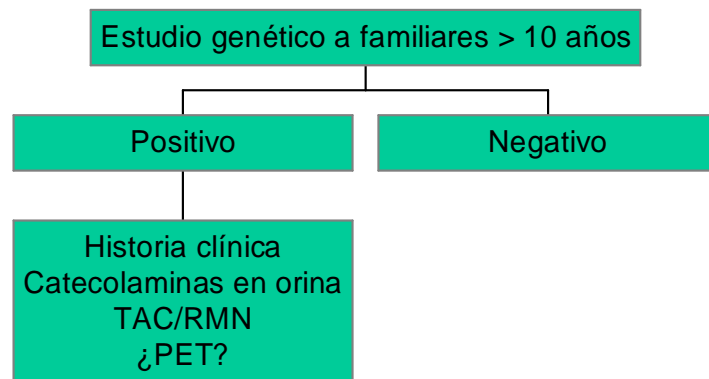 Estudio genético a familiares > 10 años
Positivo
Negativo
Historia clínica
Catecolaminas en orina
TAC/RMN
¿PET?